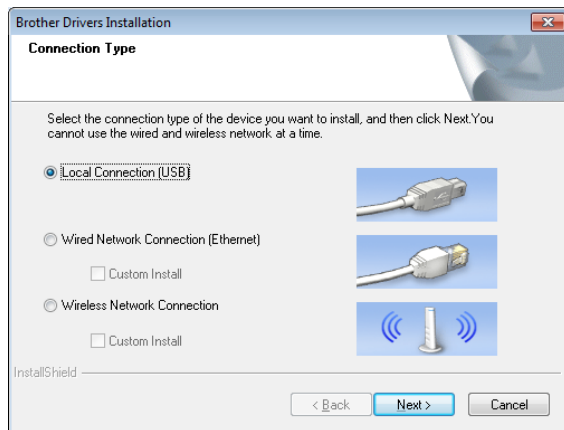 Brother Drivers Installation
Connection Type
Select the connection type of the device you want to install, and then click Next.You
cannot use the wired and wireless network at a time.
Local Connection (USB)
Wired Network Connection (Ethernet)
Custom Install
Wireless Network Connection
Custom Install
InstallShield
< Back Next > Cancel